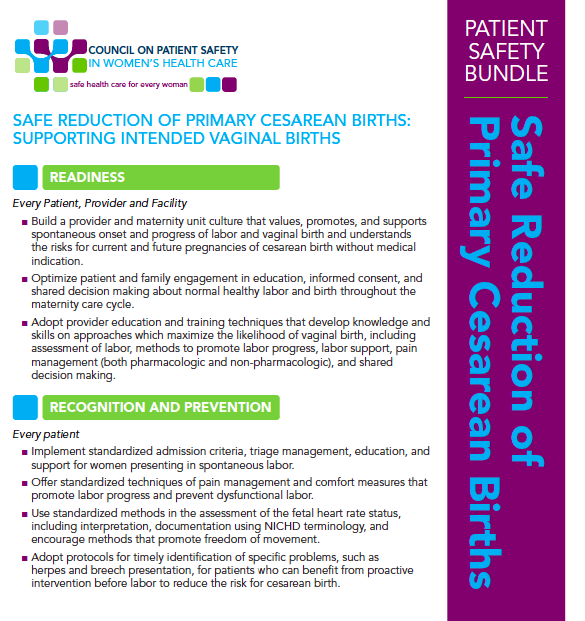 COUNCIL ON PATIENT SAFETY
IN WOMEN'S HEALTH CARE
safe health care for every woman
SAFE REDUCTION OF PRIMARY CESAREAN BIRTHS:
SUPPORTING INTENDED VAGINAL BIRTHS
READINESS
Every Patient, Provider and Facility
■ Build a provider and maternity unit culture that values, promotes, and supports
spontaneous onset and progress of labor and vaginal birth and understands
the risks for current and future pregnancies of cesarean birth without medical
indication.
■ Optimize patient and family engagement in education, informed consent, and
shared decision making about normal healthy labor and birth throughout the
maternity care cycle.
■ Adopt provider education and training techniques that develop knowledge and
skills on approaches which maximize the likelihood of vaginal birth, including
assessment of labor, methods to promote labor progress, labor support, pain
management (both pharmacologic and non-pharmacologic), and shared
decision making.
RECOGNITION AND PREVENTION
Every patient
■ Implement standardized admission criteria, triage management, education, and
support for women presenting in spontaneous labor.
■ Offer standardized techniques of pain management and comfort measures that
promote labor progress and prevent dysfunctional labor.
■ Use standardized methods in the assessment of the fetal heart rate status,
including interpretation, documentation using NICHD terminology, and
encourage methods that promote freedom of movement.
■ Adopt protocols for timely identification of specific problems, such as
herpes and breech presentation, for patients who can benefit from proactive
intervention before labor to reduce the risk for cesarean birth.
PATIENT
SAFETY
BUNDLE
Safe Reduction of
Primary Cesarean Births